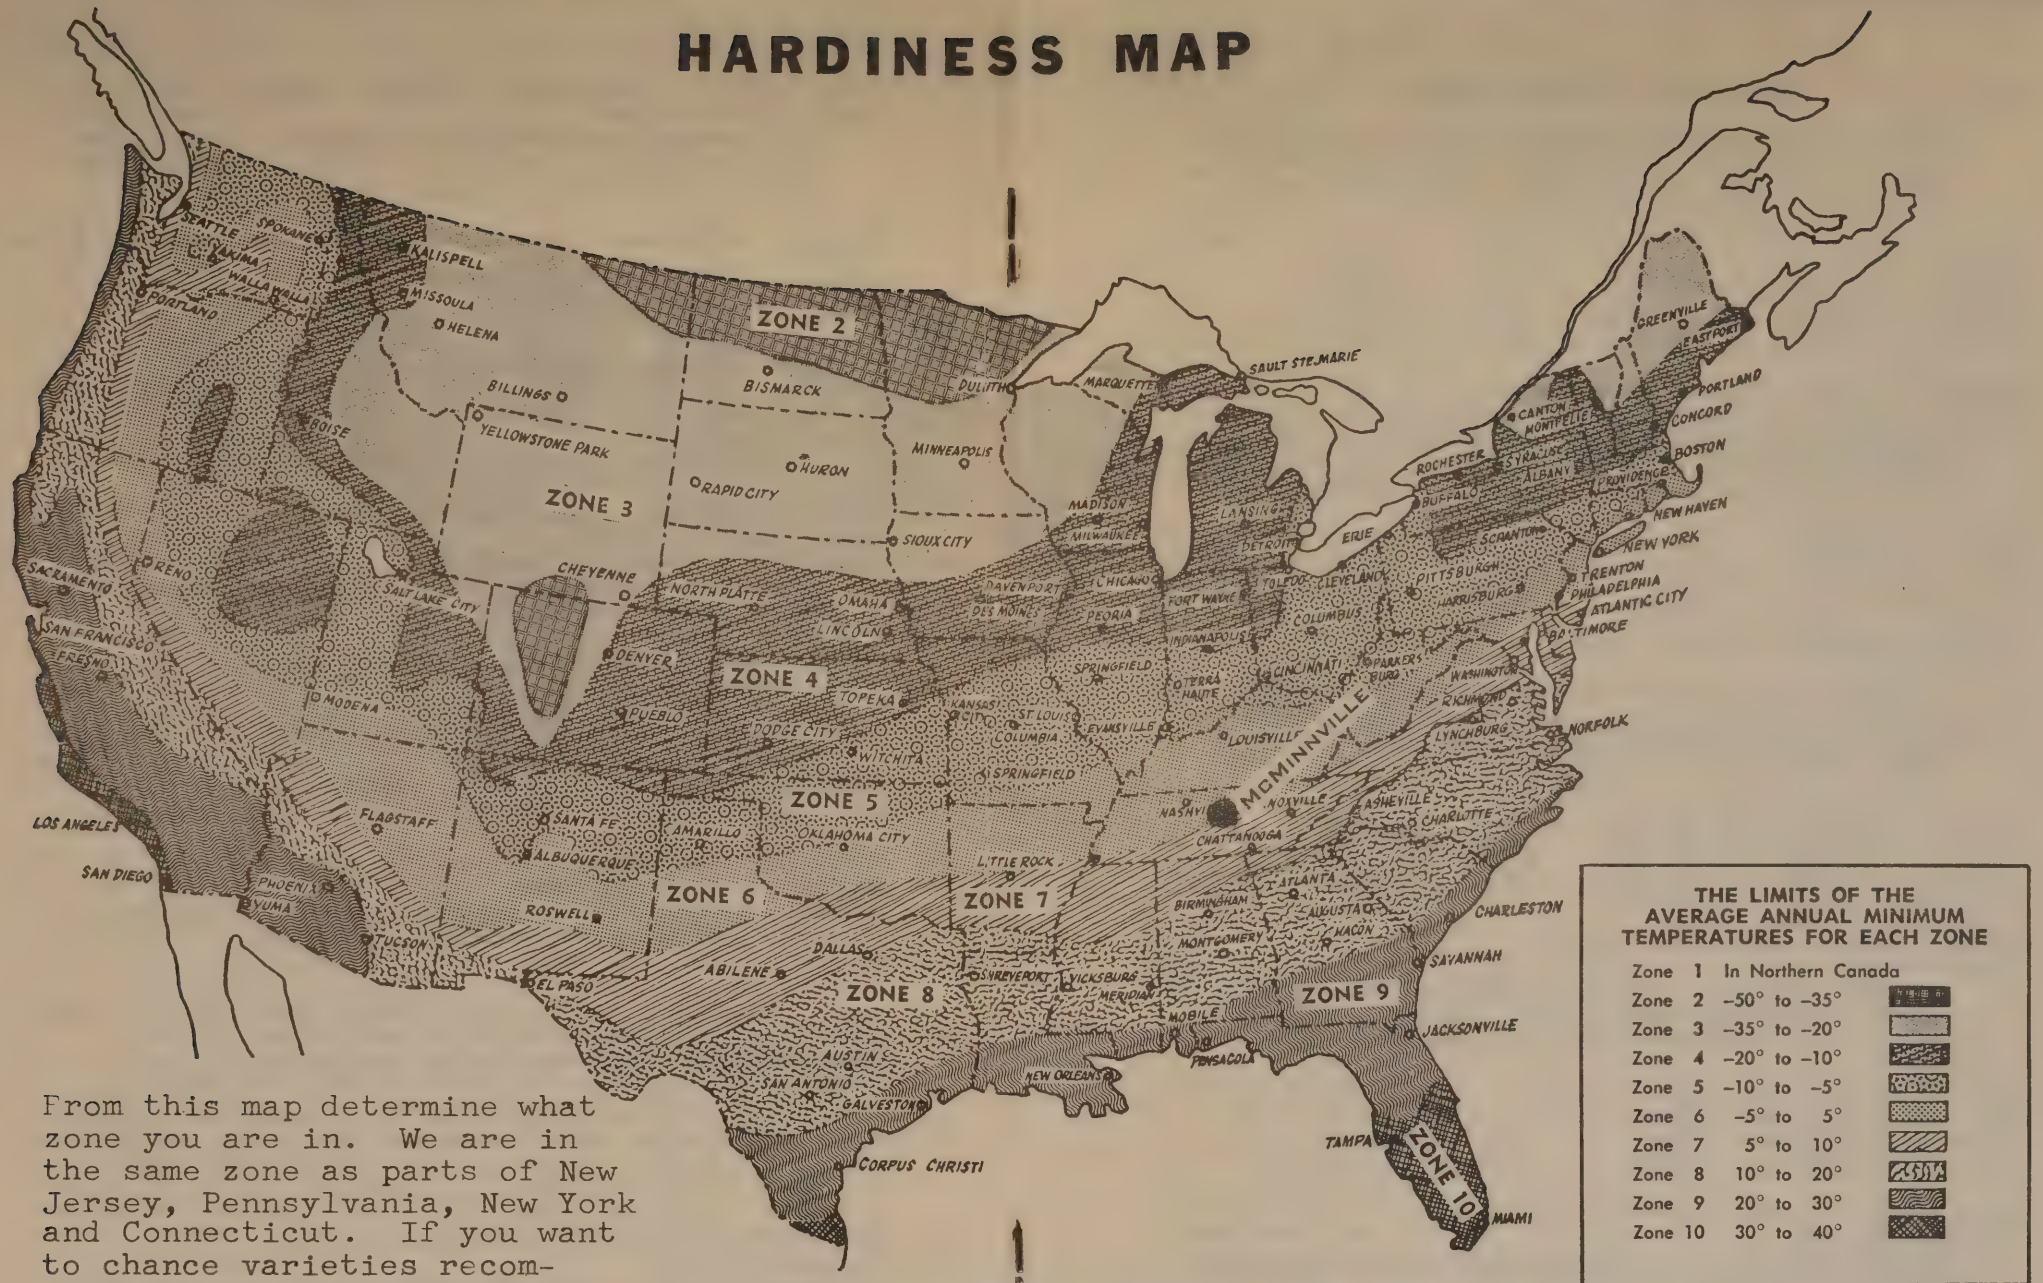 HARDINESS MAP
SEATTLE
SPOKANE
YAKIMA
WALLA WALLA
PORTLAND
KALISPELL
MISSOULA
HELENA
BILLINGS
YELLOWSTONE PARK
BOISE
ZONE 2
BISMARCK
DULUTH
MARQUETTE
SAULT STE.MARIE
MINNEAPOLIS
HURON
RAPID CITY
ZONE 3
SIOUX CITY
CHEYENNE
NORTH PLATTE
OMAHA
LINCOLN
DES MOINES
DAVENPORT
MADISON
MILWAUKEE
CHICAGO
PEORIA
LANSING
DETROIT
FORT WAYNE
TOLEDO
CLEVELAND
ERIE
COLUMBUS
INDIANAPOLIS
PITTSBURGH
HARRISBURG
SCRANTON
BUFFALO
ROCHESTER
SYRACUSE
ALBANY
CANTON
MONTPELIER
GREENVILLE
EASTPORT
PORTLAND
CONCORD
BOSTON
PROVIDENCE
NEW HAVEN
NEW YORK
TRENTON
PHILADELPHIA
ATLANTIC CITY
BALTIMORE
WASHINGTON
RICHMOND
LYNCHBURG
NORFOLK
RENO
SALT LAKE CITY
SACRAMENTO
SAN FRANCISCO
FRESNO
MODENA
DENVER
PUEBLO
ZONE 4
TOPEKA
DODGE CITY
WITCHITA
KANSAS CITY
ST LOUIS
COLUMBIA
SPRINGFIELD
SPRINGFIELD
TERRA HAUTE
CINCINNATI
PARKERS BURG
EVANSVILLE
LOUISVILLE
MCMINNVILLE
LOS ANGELES
SAN DIEGO
FLAGSTAFF
PHOENIX
YUMA
TUCSON
SANTA FE
ALBUQUERQUE
AMARILLO
ROSWELL
EL PASO
ZONE 5
OKLAHOMA CITY
ZONE 6
LITTLE ROCK
ZONE 7
NASHVI
KNOXVILLE
CHATTANOOGA
ASHEVILLE
CHARLOTTE
ATLANTA
BIRMINGHAM
AUGUSTA
MACON
MONTGOMERY
CHARLESTON
SAVANNAH
DALLAS
ABILENE
SHREVEPORT
VICKSBURG
MERIDIAN
ZONE 8
ZONE 9
MOBILE
PENSACOLA
JACKSONVILLE
AUSTIN
SAN ANTONIO
GALVESTON
NEW ORLEANS
CORPUS CHRISTI
TAMPA
ZONE 10
MIAMI
From this map determine what
zone you are in. We are in
the same zone as parts of New
Jersey, Pennsylvania, New York
and Connecticut. If you want
to chance varieties recom-
THE LIMITS OF THE
AVERAGE ANNUAL MINIMUM
TEMPERATURES FOR EACH ZONE
Zone 1 In Northern Canada
Zone 2 -50° to -35°
Zone 3 -35° to -20°
Zone 4 -20° to -10°
Zone 5 -10° to -5°
Zone 6 -5° to 5°
Zone 7 5° to 10°
Zone 8 10° to 20°
Zone 9 20° to 30°
Zone 10 30° to 40°